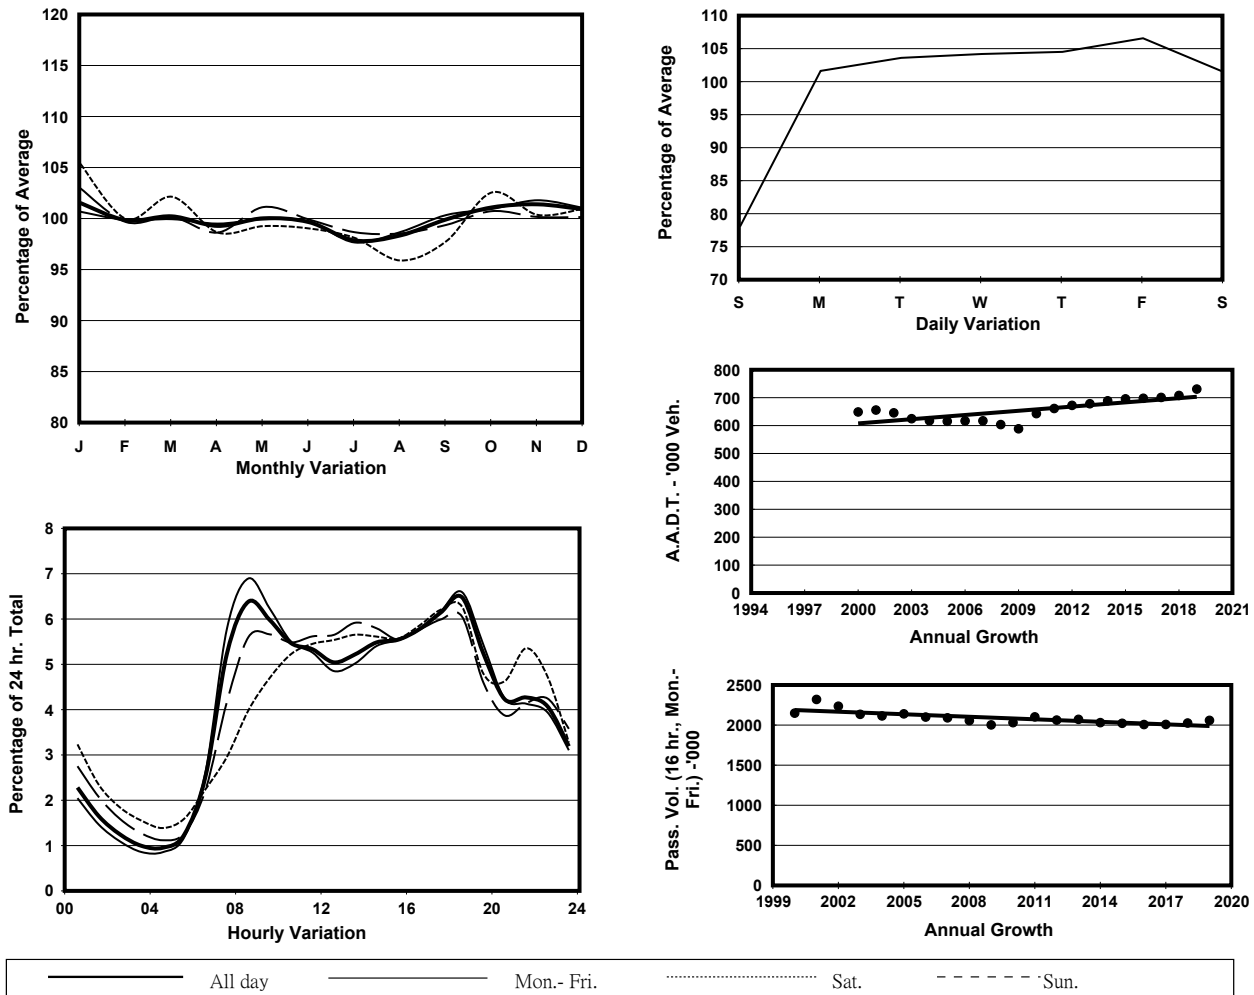 Percentage of Average
120
115
110
105
100
95
90
85
80
J F M A M J J A S O N D
Monthly Variation
Percentage of Average
110
105
100
95
90
85
80
75
70
S M T W T F S
Daily Variation
A.A.D.T. - '000 Veh.
800
700
600
500
400
300
200
100
0
1994 1997 2000 2003 2006 2009 2012 2015 2018 2021
Annual Growth
Percentage of 24 hr. Total
8
7
6
5
4
3
2
1
0
00 04 08 12 16 20 24
Hourly Variation
Pass. Vol. (16 hr., Mon.-
Fri.) -'000
2500
2000
1500
1000
500
0
1999 2002 2005 2008 2011 2014 2017 2020
Annual Growth
All day Mon.- Fri. Sat. Sun.